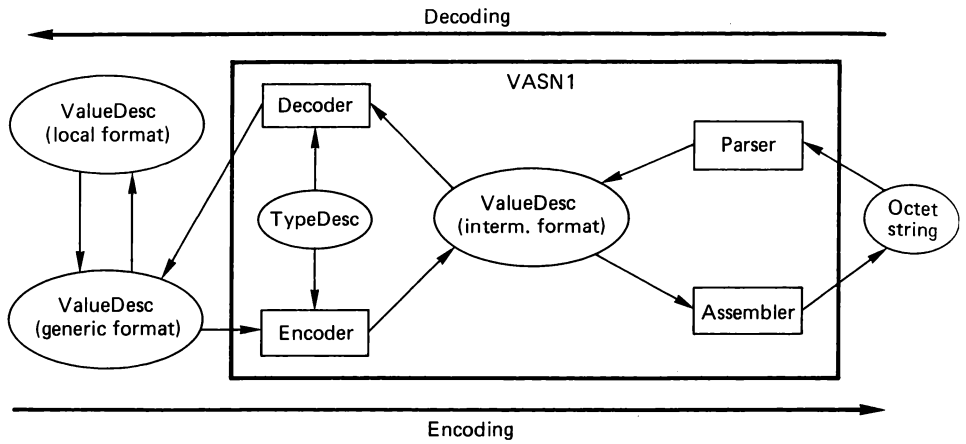 Decoding
VASN1
ValueDesc
(local format)
Decoder
Parser
TypeDesc
ValueDesc
(interm. format)
Octet
string
ValueDesc
(generic format)
Encoder
Assembler
Encoding